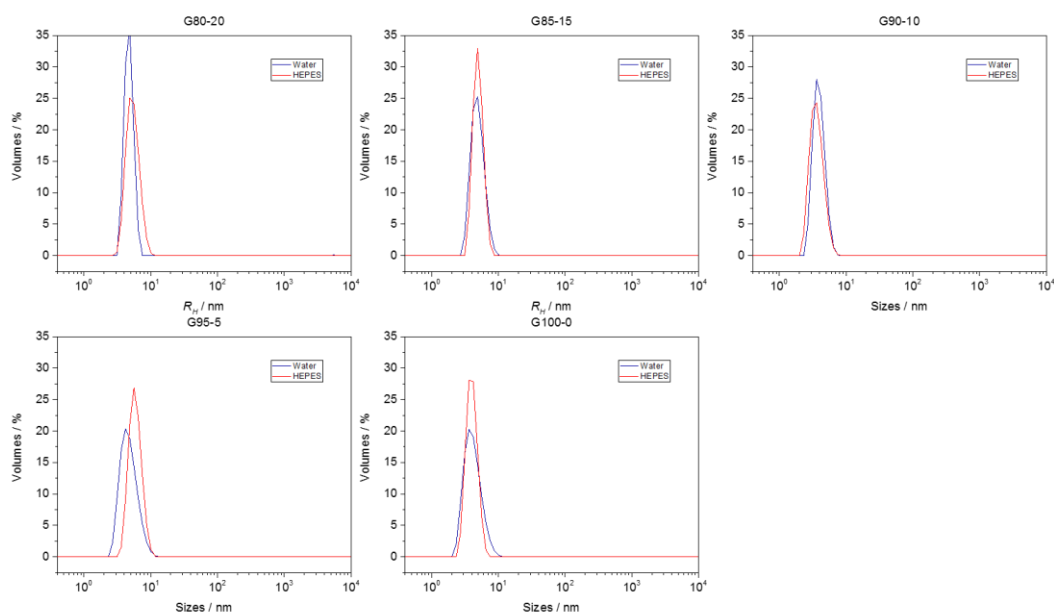 G80-20
35
30
25
20
15
10
5
0
Volumes / %
Water
HEPES
10⁰ 10¹ 10² 10³ 10⁴
R_H / nm
G85-15
35
30
25
20
15
10
5
0
Volumes / %
Water
HEPES
10⁰ 10¹ 10² 10³ 10⁴
R_H / nm
G90-10
35
30
25
20
15
10
5
0
Volumes / %
Water
HEPES
10⁰ 10¹ 10² 10³ 10⁴
Sizes / nm
G95-5
35
30
25
20
15
10
5
0
Volumes / %
Water
HEPES
10⁰ 10¹ 10² 10³ 10⁴
Sizes / nm
G100-0
35
30
25
20
15
10
5
0
Volumes / %
Water
HEPES
10⁰ 10¹ 10² 10³ 10⁴
Sizes / nm